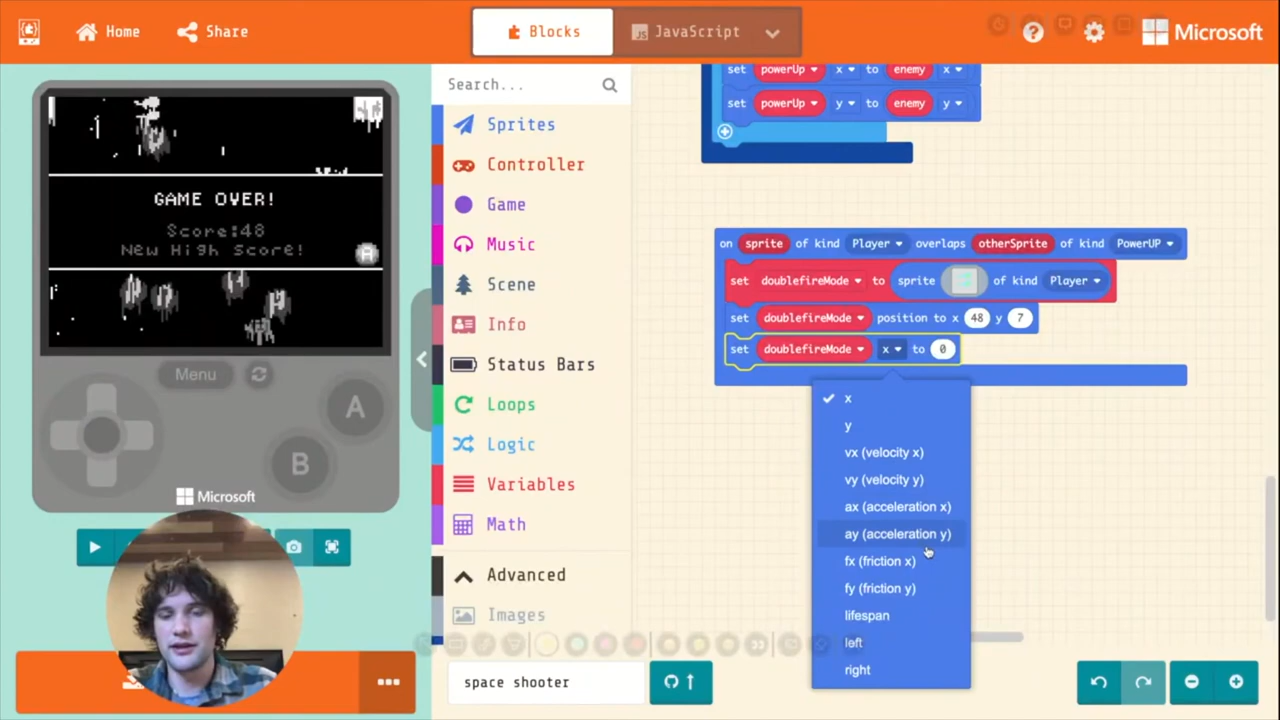 Home
Share
Blocks
JavaScript
Microsoft
GAME OVER!
Score:48
New High Score!
A
Menu
A
B
Microsoft
Search...
Sprites
Controller
Game
Music
Scene
Info
Status Bars
Loops
Logic
Variables
Math
Advanced
Images
set powerUp x to enemy x
set powerUp y to enemy y
on sprite of kind Player overlaps otherSprite of kind PowerUP
set doublefireMode to sprite of kind Player
set doublefireMode position to x 48 y 7
set doublefireMode x to 0
x
y
vx (velocity x)
vy (velocity y)
ax (acceleration x)
ay (acceleration y)
fx (friction x)
fy (friction y)
lifespan
left
right
space shooter